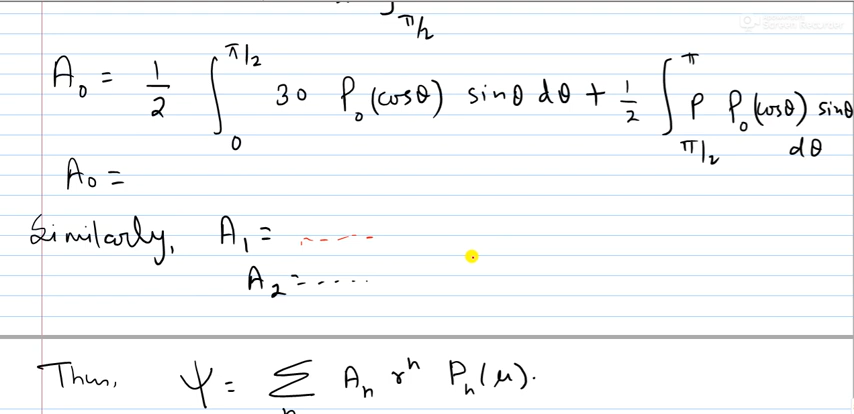 ∫π/2
A₀ = 1/2 ∫₀^{π/2} 30 P₀(cosθ) sinθ dθ + 1/2 ∫_{π/2}^{π} P P₀(cosθ) sinθ dθ
A₀ =
Similarly, A₁ = -----
A₂ = .....
Thus, Ψ = Σ_n Aₙ rⁿ Pₙ(μ).